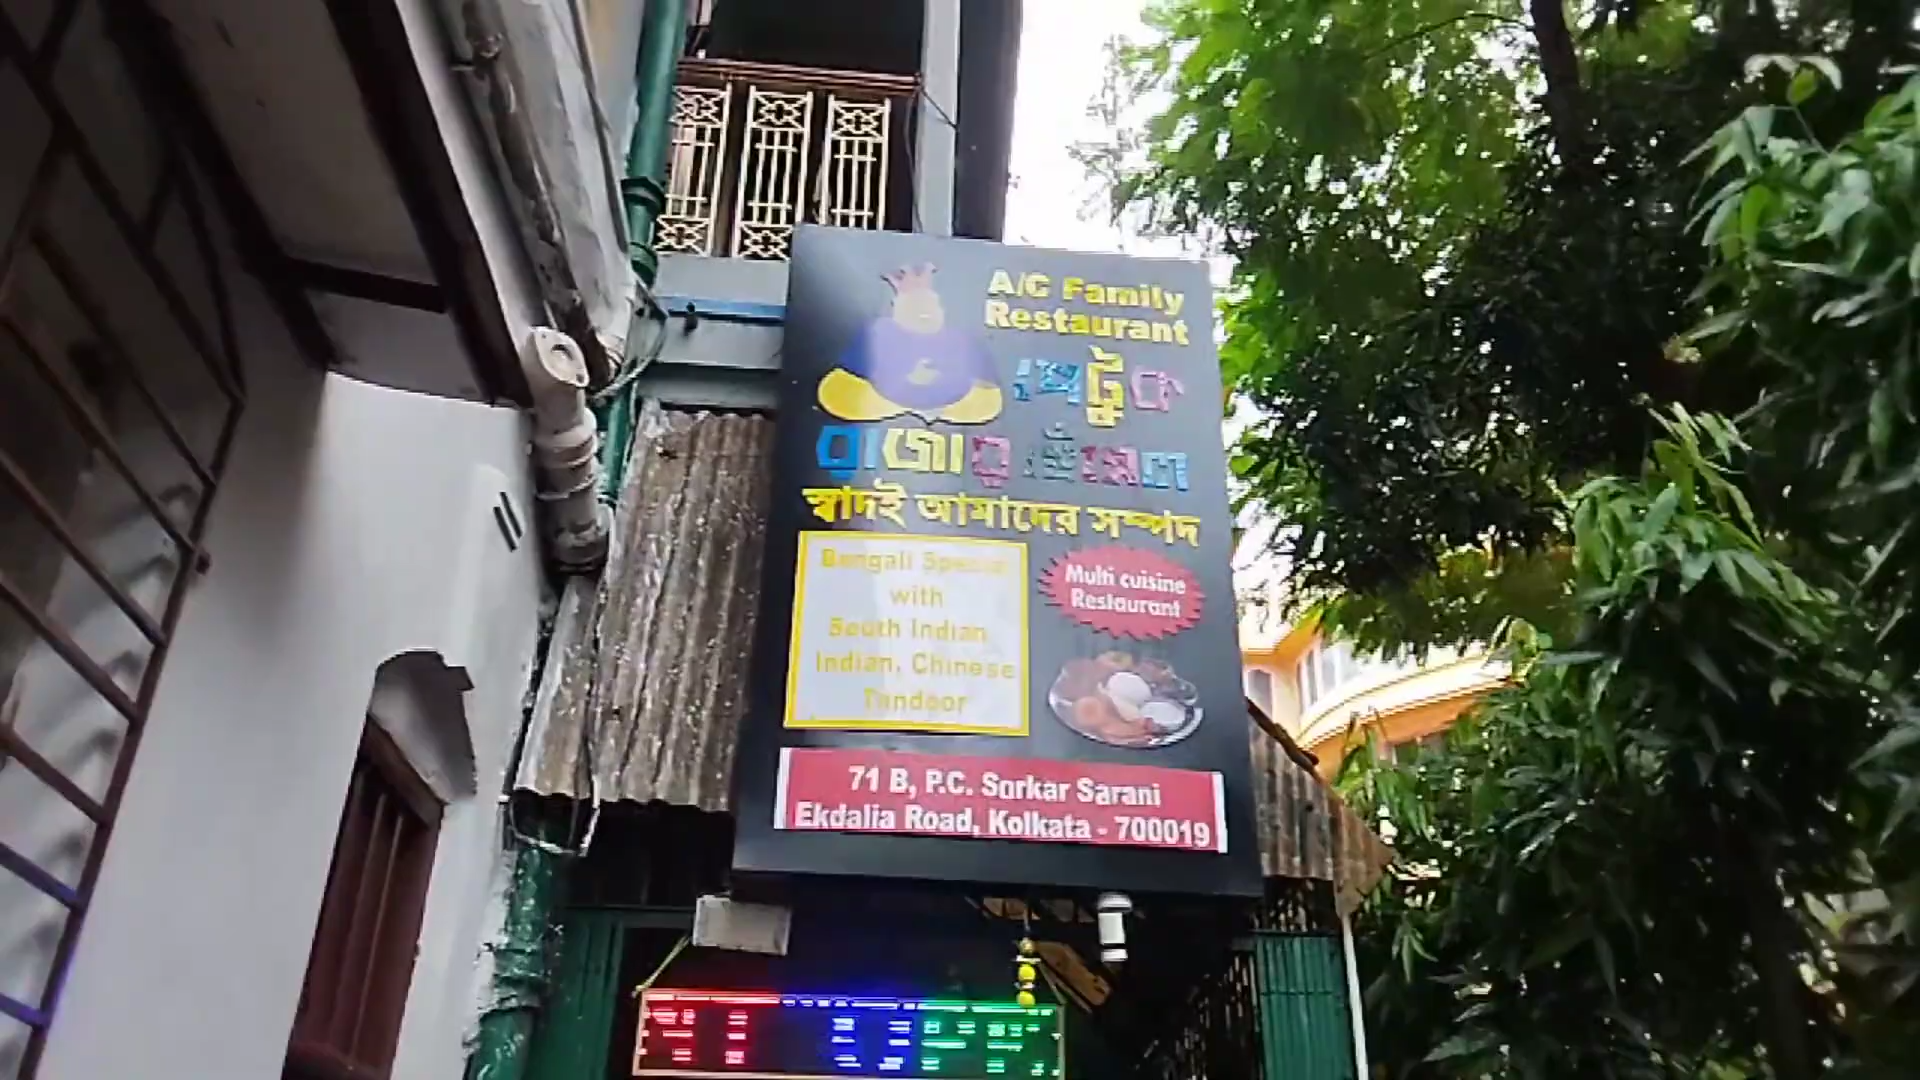 A/C Family
Restaurant
পেটুক
রাজার হেঁসেল
স্বাদই আমাদের সম্পদ
Bengali Special
with
South Indian
Indian, Chinese
Tandoor
Multi cuisine
Restaurant
71 B, P.C. Sorkar Sarani
Ekdalia Road, Kolkata - 700019